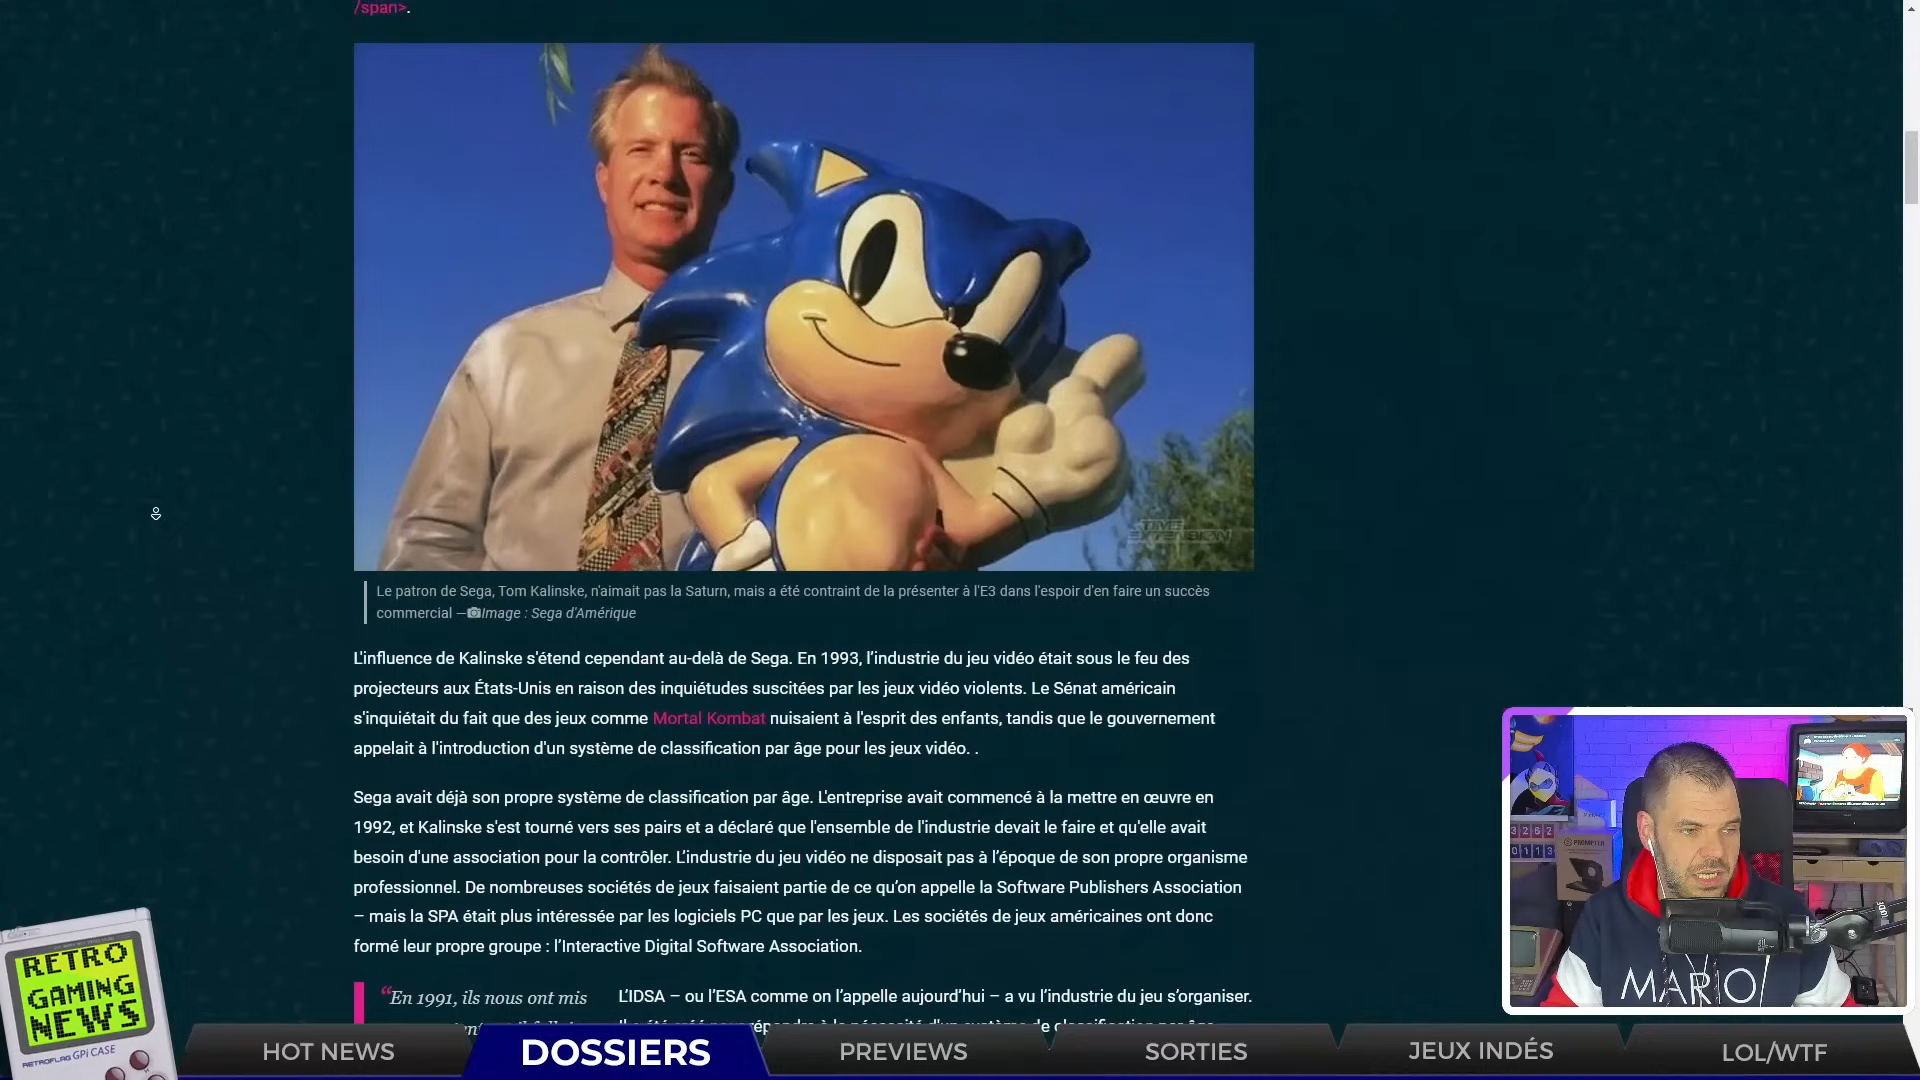 /span>.
TIME
EXTENSION
Le patron de Sega, Tom Kalinske, n'aimait pas la Saturn, mais a été contraint de la présenter à l'E3 dans l'espoir d'en faire un succès
commercial —Image : Sega d'Amérique
L'influence de Kalinske s'étend cependant au-delà de Sega. En 1993, l’industrie du jeu vidéo était sous le feu des
projecteurs aux États-Unis en raison des inquiétudes suscitées par les jeux vidéo violents. Le Sénat américain
s'inquiétait du fait que des jeux comme Mortal Kombat nuisaient à l'esprit des enfants, tandis que le gouvernement
appelait à l'introduction d'un système de classification par âge pour les jeux vidéo. .
Sega avait déjà son propre système de classification par âge. L'entreprise avait commencé à la mettre en œuvre en
1992, et Kalinske s'est tourné vers ses pairs et a déclaré que l'ensemble de l'industrie devait le faire et qu'elle avait
besoin d'une association pour la contrôler. L’industrie du jeu vidéo ne disposait pas à l’époque de son propre organisme
professionnel. De nombreuses sociétés de jeux faisaient partie de ce qu’on appelle la Software Publishers Association
– mais la SPA était plus intéressée par les logiciels PC que par les jeux. Les sociétés de jeux américaines ont donc
formé leur propre groupe : l’Interactive Digital Software Association.
“En 1991, ils nous ont mis
L’IDSA – ou l’ESA comme on l’appelle aujourd’hui – a vu l’industrie du jeu s’organiser.
MARIO
RETRO
GAMING
NEWS
RETROFLAG GPi CASE
HOT NEWS
DOSSIERS
PREVIEWS
SORTIES
JEUX INDÉS
LOL/WTF